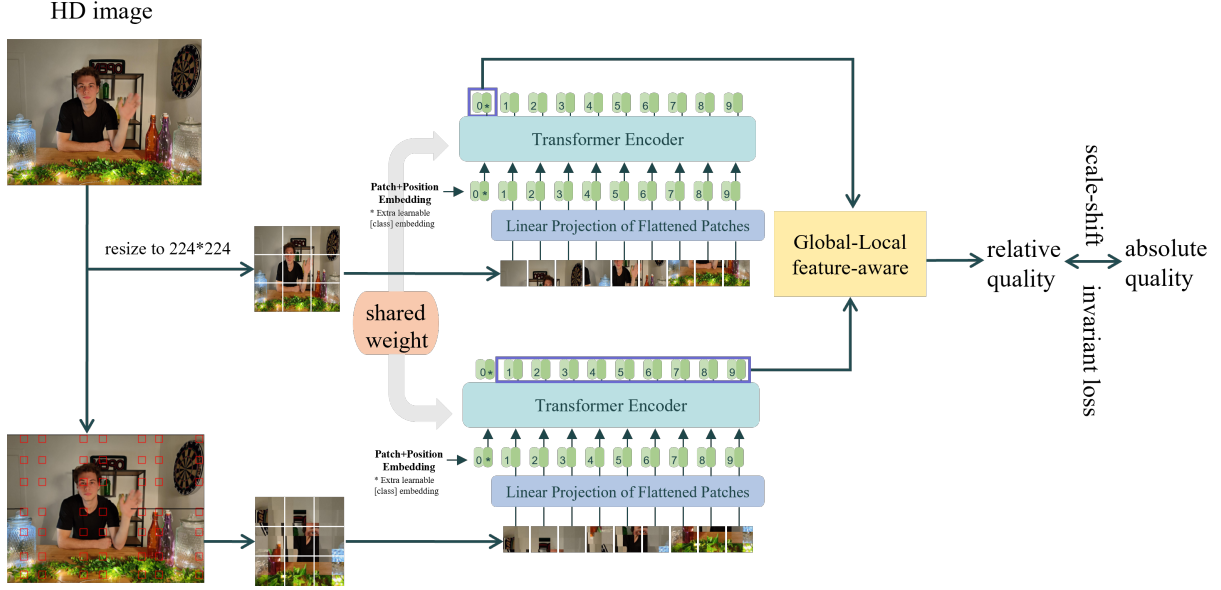 HD image
resize to 224*224
0 * 1 2 3 4 5 6 7 8 9
Transformer Encoder
Patch+Position
Embedding
* Extra learnable
[class] embedding
0 * 1 2 3 4 5 6 7 8 9
Linear Projection of Flattened Patches
shared
weight
0 * 1 2 3 4 5 6 7 8 9
Transformer Encoder
Patch+Position
Embedding
* Extra learnable
[class] embedding
0 * 1 2 3 4 5 6 7 8 9
Linear Projection of Flattened Patches
Global-Local
feature-aware
relative
quality
scale-shift
invariant loss
absolute
quality